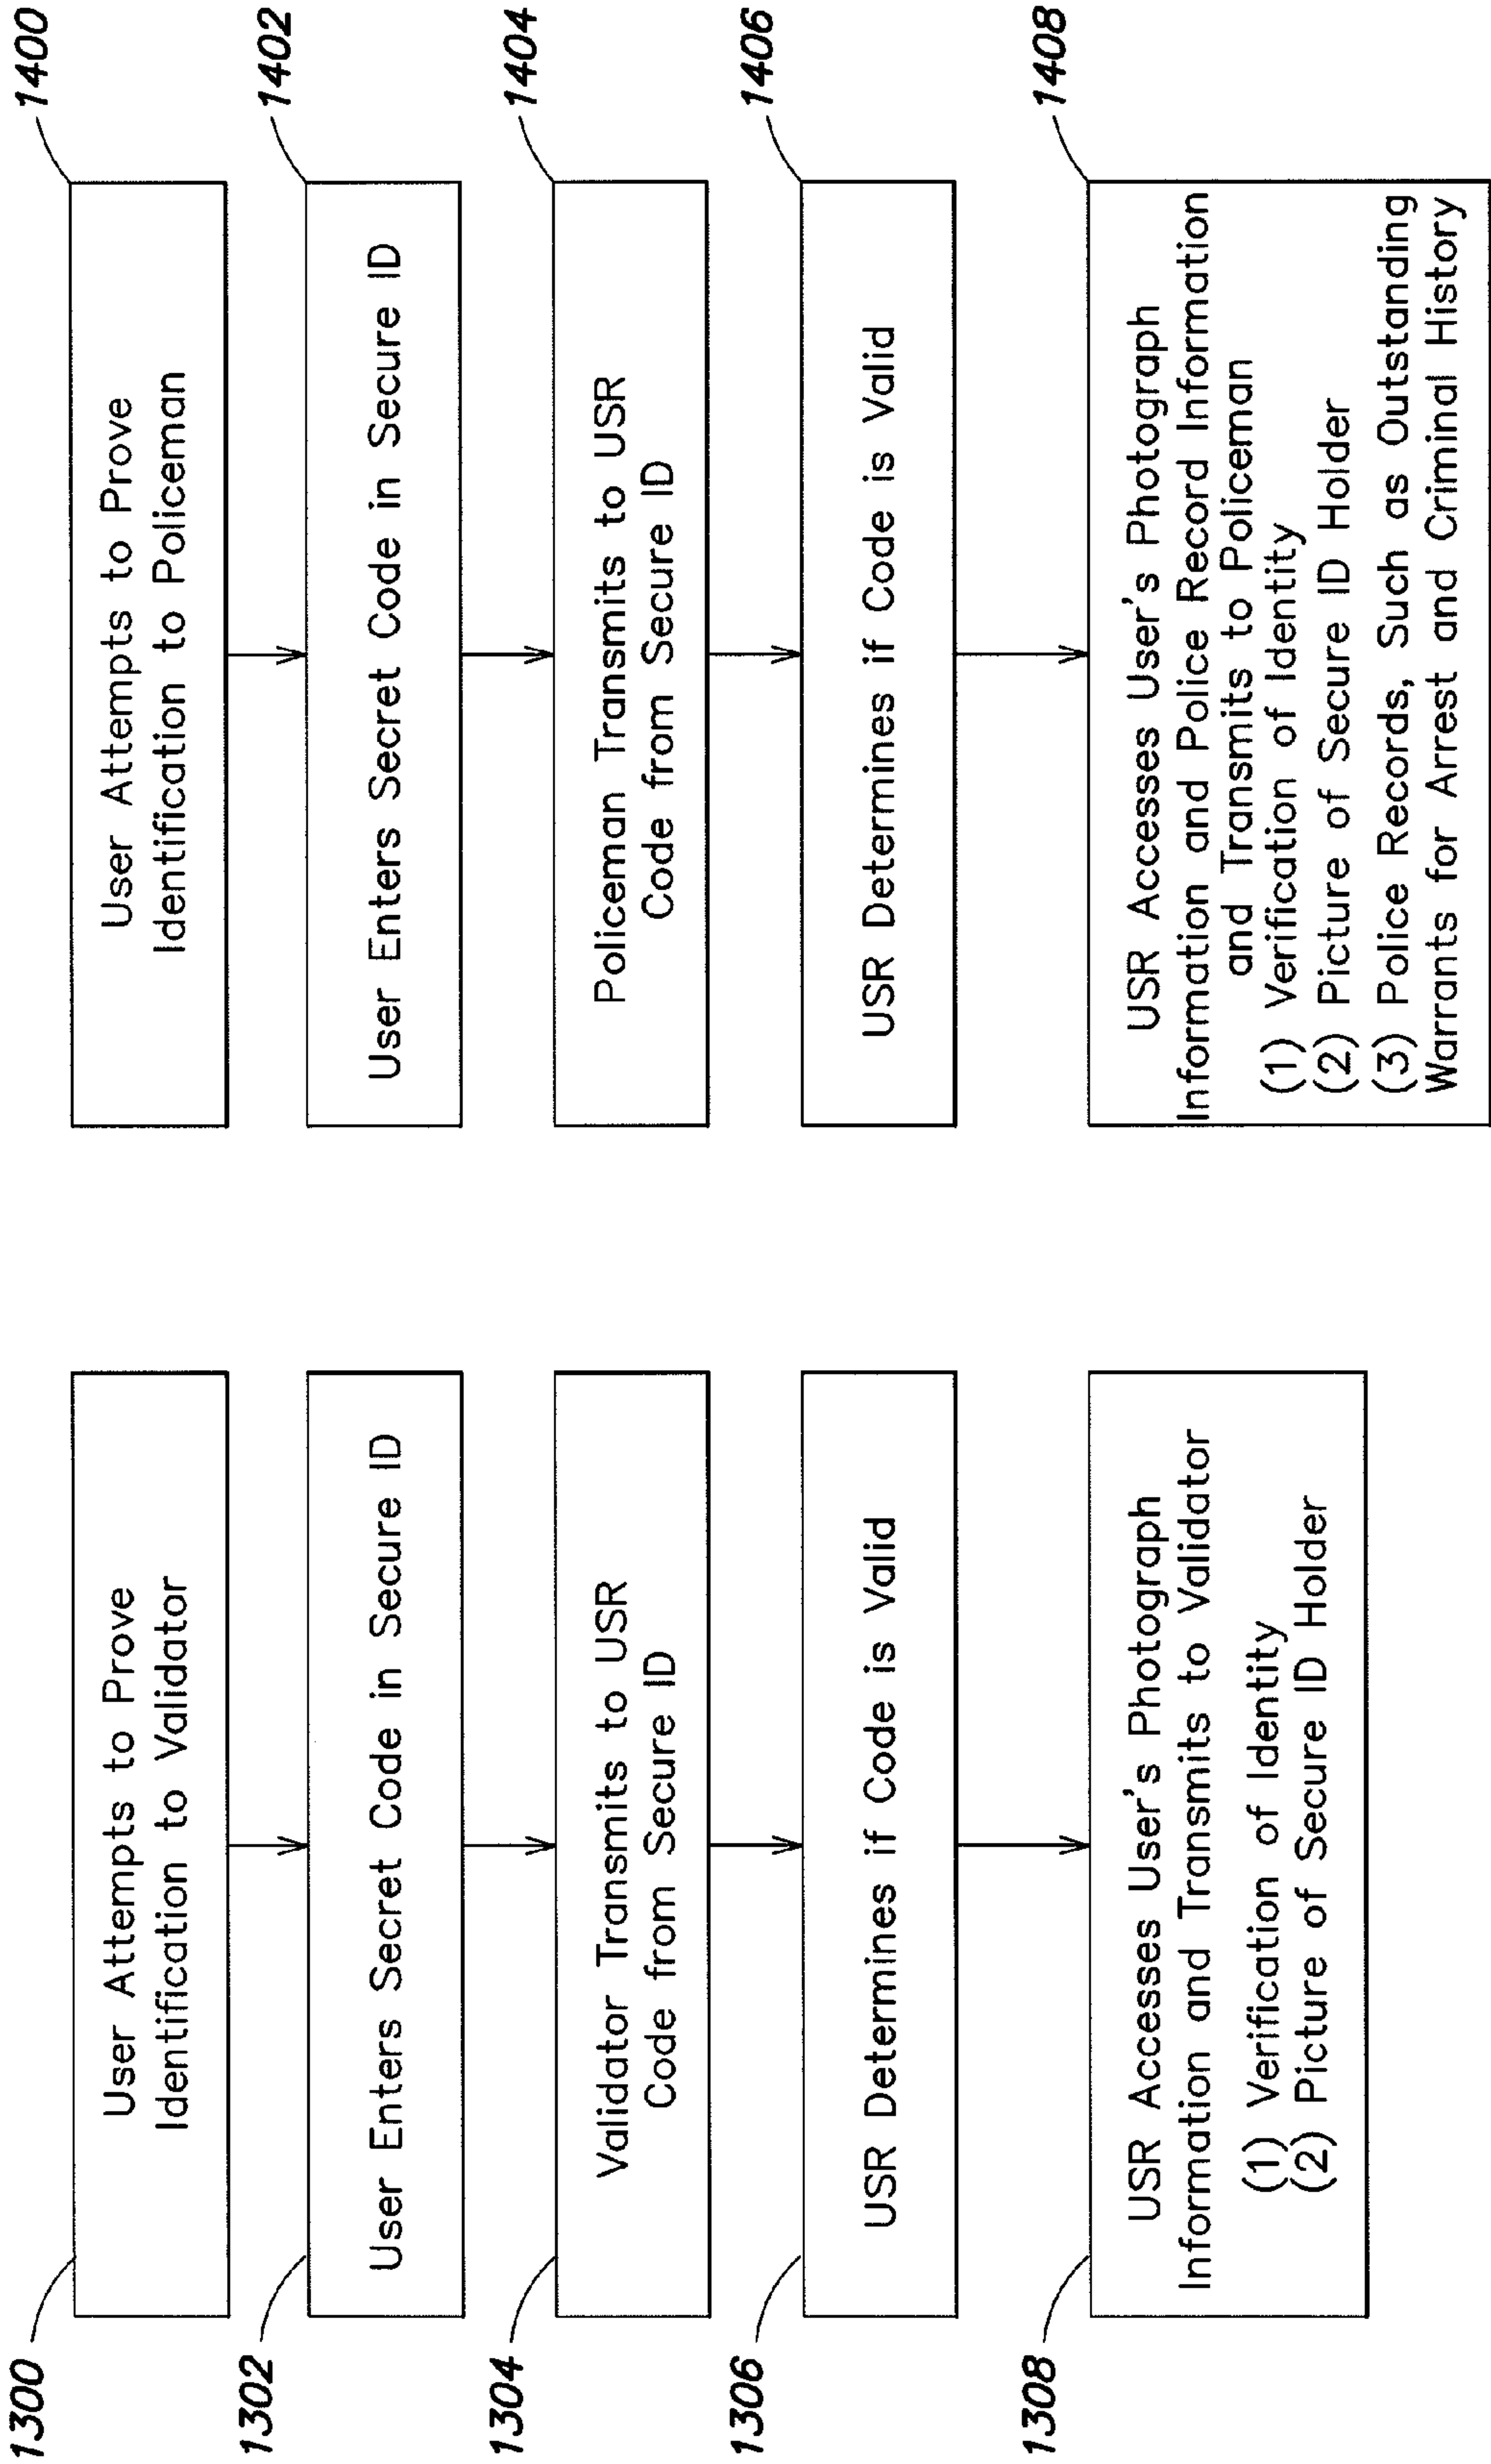 1300
User Attempts to Prove
Identification to Validator
1302
User Enters Secret Code in Secure ID
1304
Validator Transmits to USR
Code from Secure ID
1306
USR Determines if Code is Valid
1308
USR Accesses User's Photograph
Information and Transmits to Validator
(1) Verification of Identity
(2) Picture of Secure ID Holder
1400
User Attempts to Prove
Identification to Policeman
1402
User Enters Secret Code in Secure ID
1404
Policeman Transmits to USR
Code from Secure ID
1406
USR Determines if Code is Valid
1408
USR Accesses User's Photograph
Information and Police Record Information
and Transmits to Policeman
(1) Verification of Identity
(2) Picture of Secure ID Holder
(3) Police Records, Such as Outstanding
Warrants for Arrest and Criminal History